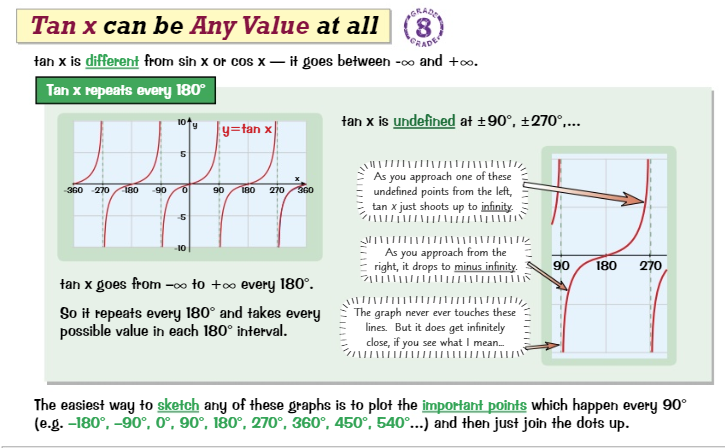 Tan x can be Any Value at all
GRADE
8
GRADE
tan x is different from sin x or cos x — it goes between -∞ and +∞.
Tan x repeats every 180°
10
y
y=tan x
5
x
-360 -270 -180 -90 0 90 180 270 360
-5
-10
tan x goes from –∞ to +∞ every 180°.
So it repeats every 180° and takes every
possible value in each 180° interval.
tan x is undefined at ±90°, ±270°,...
As you approach one of these
undefined points from the left,
tan x just shoots up to infinity.
As you approach from the
right, it drops to minus infinity.
The graph never ever touches these
lines. But it does get infinitely
close, if you see what I mean...
90 180 270
The easiest way to sketch any of these graphs is to plot the important points which happen every 90°
(e.g. –180°, –90°, 0°, 90°, 180°, 270°, 360°, 450°, 540°...) and then just join the dots up.